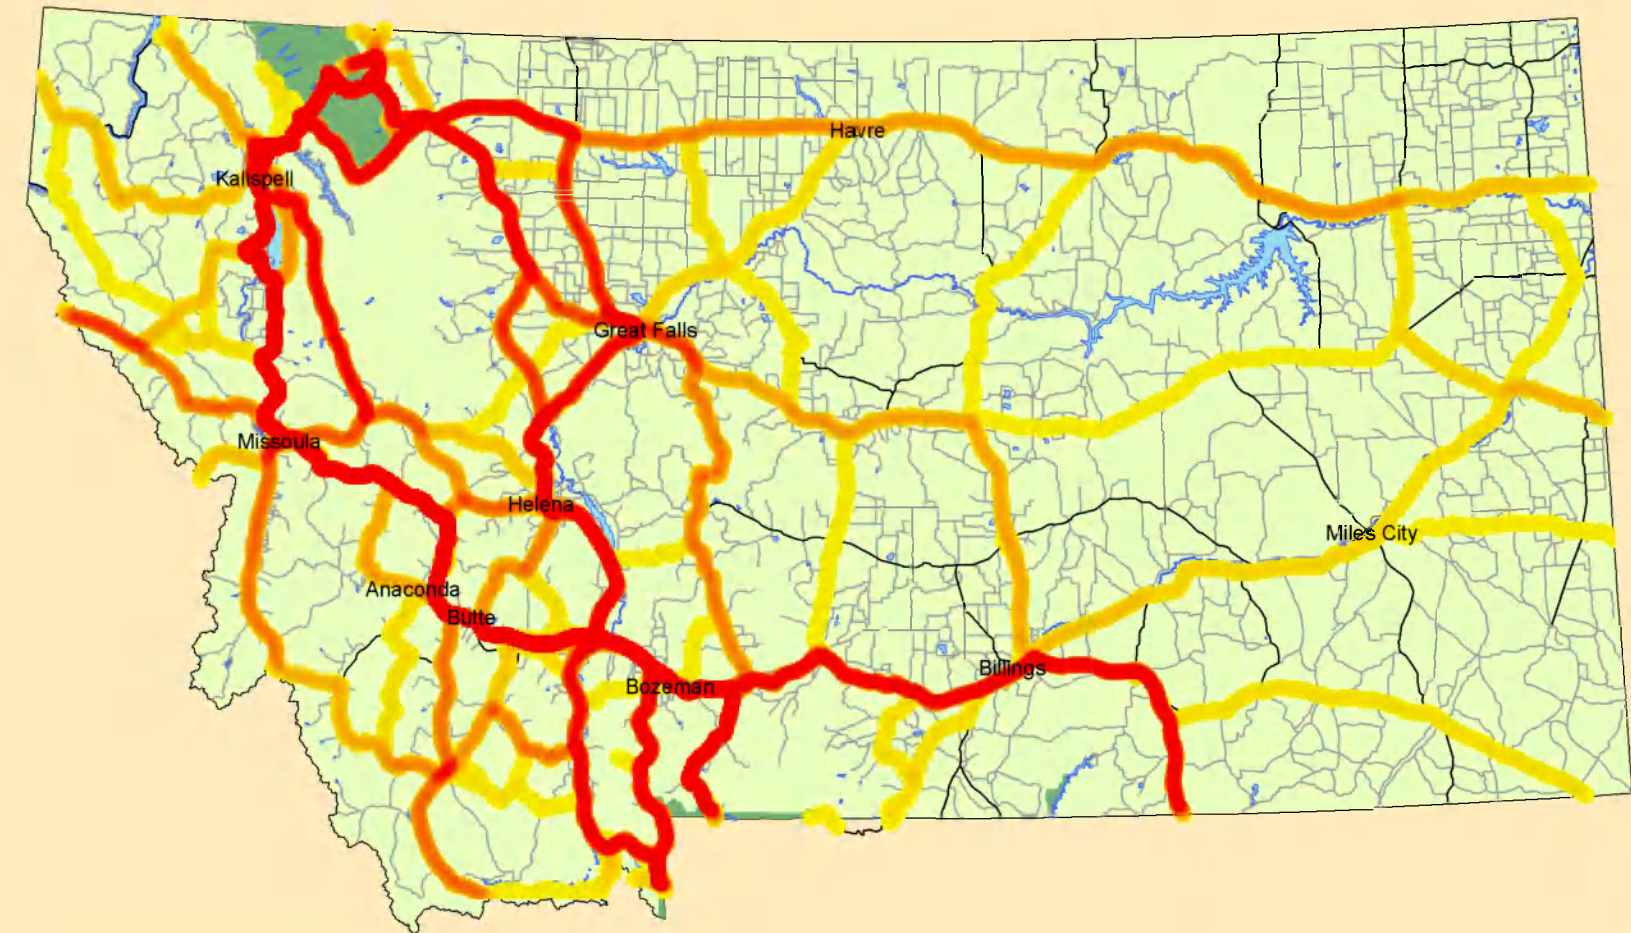 Havre
Kalispell
Great Falls
Missoula
Helena
Miles City
Anaconda
Butte
Billings
Bozeman